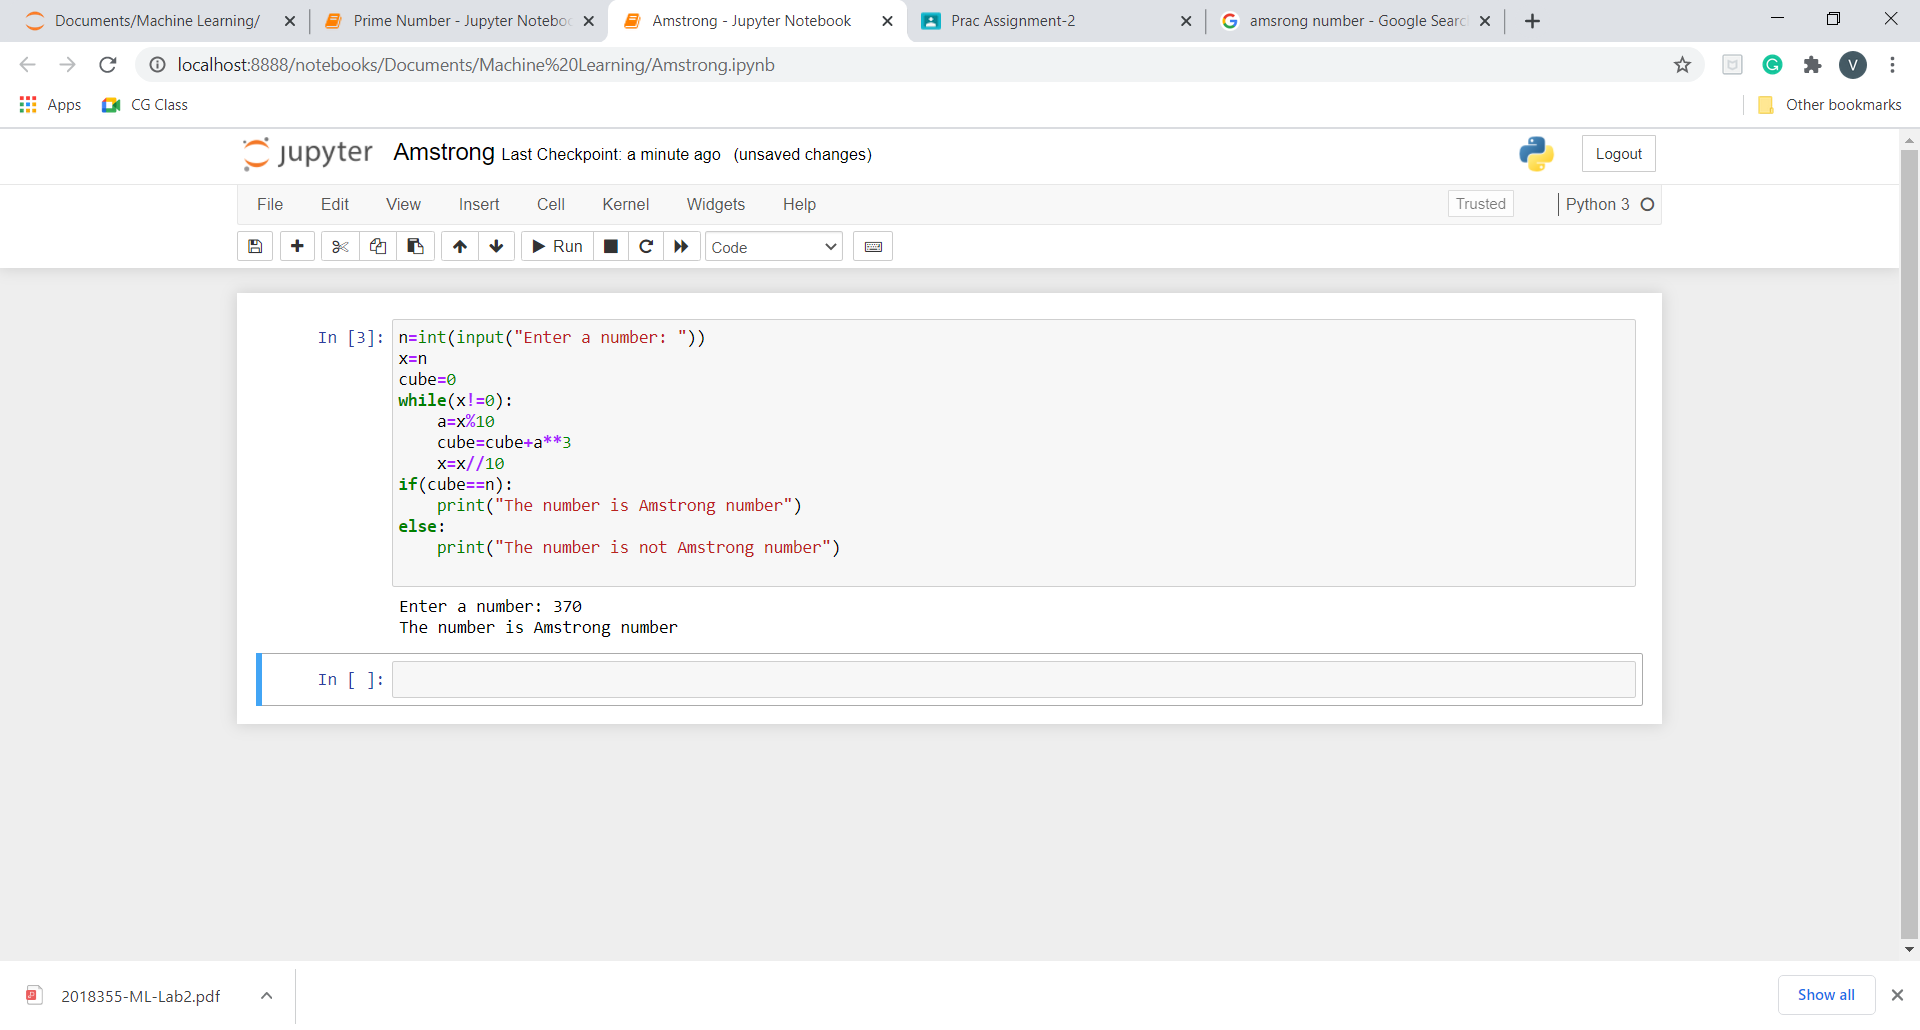 Documents/Machine Learning/
Prime Number - Jupyter Noteboo
Amstrong - Jupyter Notebook
Prac Assignment-2
amsrong number - Google Searc
localhost:8888/notebooks/Documents/Machine%20Learning/Amstrong.ipynb
V
Apps
CG Class
Other bookmarks
jupyter Amstrong Last Checkpoint: a minute ago (unsaved changes)
Logout
File Edit View Insert Cell Kernel Widgets Help
Trusted
Python 3
Run
Code
In [3]:
n=int(input("Enter a number: "))
x=n
cube=0
while(x!=0):
    a=x%10
    cube=cube+a**3
    x=x//10
if(cube==n):
    print("The number is Amstrong number")
else:
    print("The number is not Amstrong number")
Enter a number: 370
The number is Amstrong number
In [ ]:
2018355-ML-Lab2.pdf
Show all